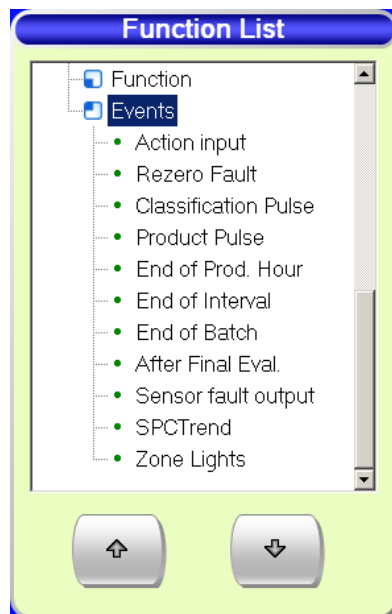 Function List
Function
Events
Action input
Rezero Fault
Classification Pulse
Product Pulse
End of Prod. Hour
End of Interval
End of Batch
After Final Eval.
Sensor fault output
SPCTrend
Zone Lights